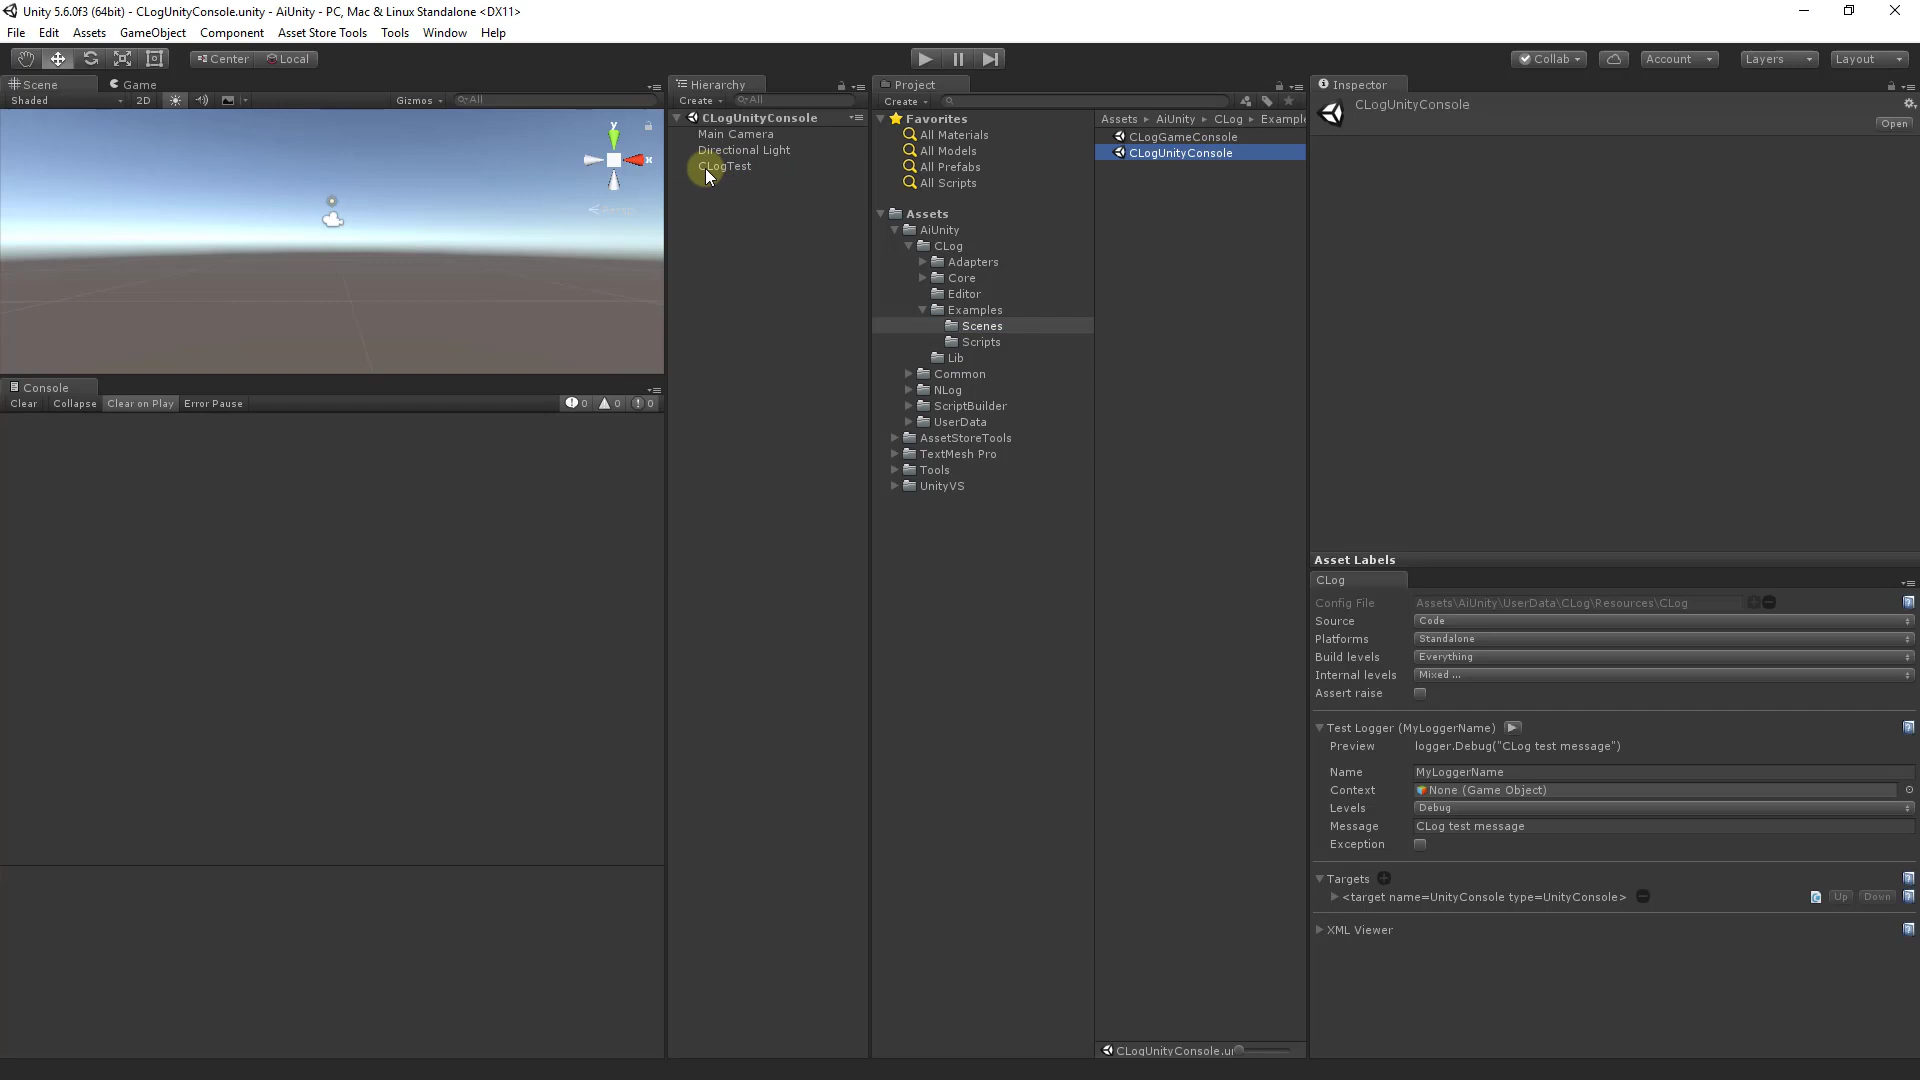 Unity 5.6.0f3 (64bit) - CLogUnityConsole.unity - AiUnity - PC, Mac & Linux Standalone <DX11>
File Edit Assets GameObject Component Asset Store Tools Tools Window Help
Center Local
Collab Account Layers Layout
Scene Game
Shaded 2D Gizmos All
y
x
Persp
Console
Clear Collapse Clear on Play Error Pause 0 0 0
Hierarchy
Create All
CLogUnityConsole
Main Camera
Directional Light
CLogTest
Project
Create
Favorites
All Materials
All Models
All Prefabs
All Scripts
Assets
AiUnity
CLog
Adapters
Core
Editor
Examples
Scenes
Scripts
Lib
Common
NLog
ScriptBuilder
UserData
AssetStoreTools
TextMesh Pro
Tools
UnityVS
Assets AiUnity CLog Example
CLogGameConsole
CLogUnityConsole
CLogUnityConsole.ur
Inspector
CLogUnityConsole
Open
Asset Labels
CLog
Config File Assets\AiUnity\UserData\CLog\Resources\CLog
Source Code
Platforms Standalone
Build levels Everything
Internal levels Mixed ...
Assert raise
Test Logger (MyLoggerName)
Preview logger.Debug("CLog test message")
Name MyLoggerName
Context None (Game Object)
Levels Debug
Message CLog test message
Exception
Targets
<target name=UnityConsole type=UnityConsole> Up Down
XML Viewer